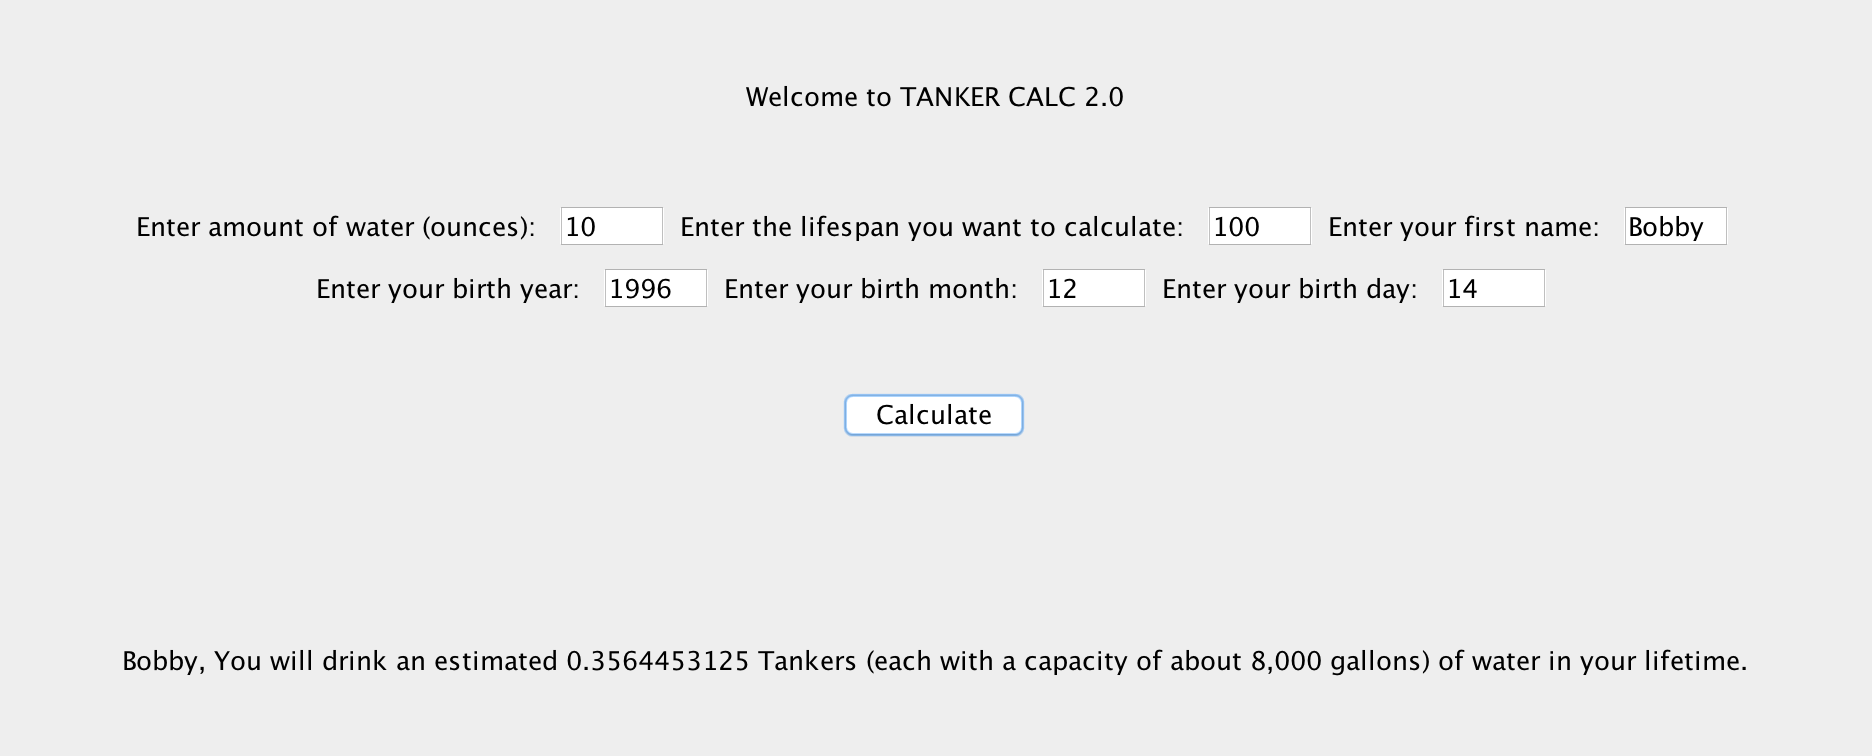 Welcome to TANKER CALC 2.0
Enter amount of water (ounces): 10 Enter the lifespan you want to calculate: 100 Enter your first name: Bobby
Enter your birth year: 1996 Enter your birth month: 12 Enter your birth day: 14
Calculate
Bobby, You will drink an estimated 0.3564453125 Tankers (each with a capacity of about 8,000 gallons) of water in your lifetime.